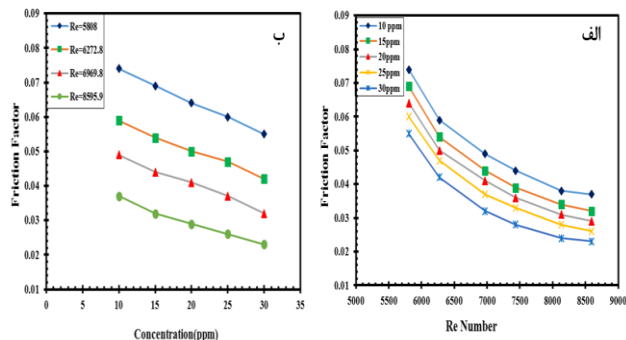 ب
Re=5808
Re=6272.8
Re=6969.8
Re=8595.9
Friction Factor
0.09
0.08
0.07
0.06
0.05
0.04
0.03
0.02
0.01
0 5 10 15 20 25 30 35
Concentration(ppm)
الف
10 ppm
15ppm
20ppm
25ppm
30ppm
Friction Factor
0.09
0.08
0.07
0.06
0.05
0.04
0.03
0.02
0.01
5000 5500 6000 6500 7000 7500 8000 8500 9000
Re Number